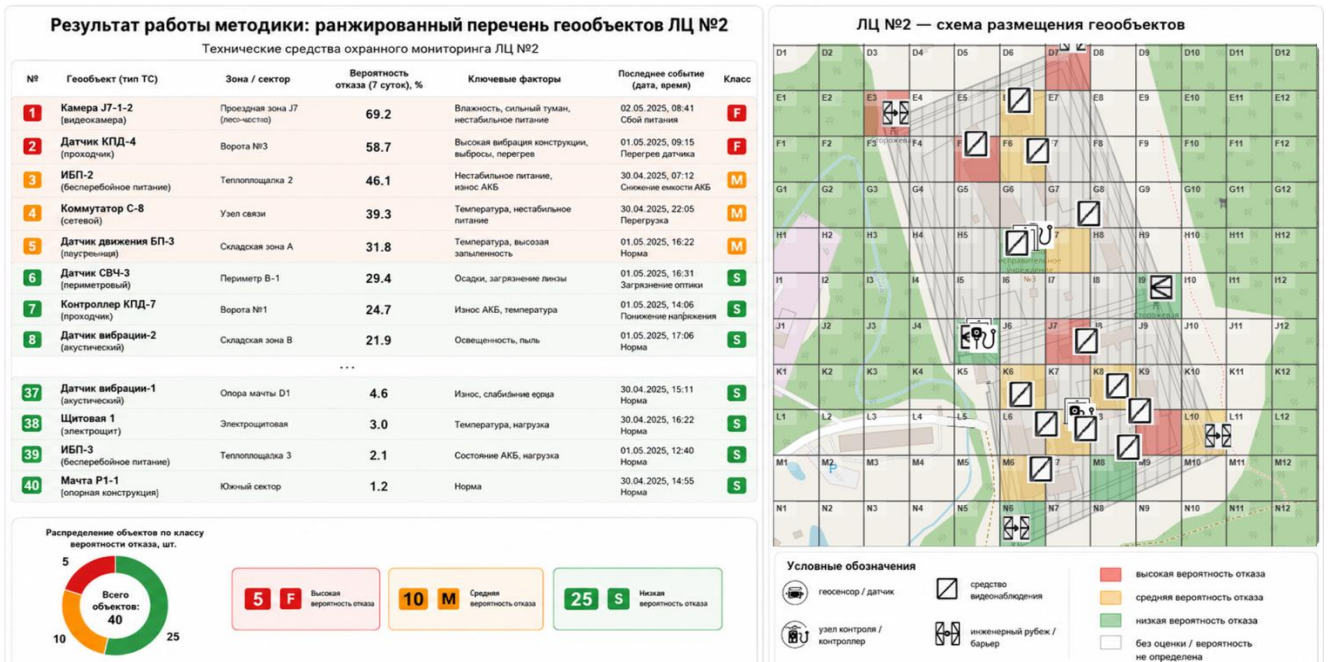 Результат работы методики: ранжированный перечень геообъектов ЛЦ №2
Технические средства охранного мониторинга ЛЦ №2
№ Геообъект (тип ТС) Зона / сектор Вероятность отказа (7 суток), % Ключевые факторы Последнее событие (дата, время) Класс
1 Камера J7-1-2 Проездная зона J7 69.2 Влажность, сильный туман, 02.05.2025, 08:41 F
(видеокамера) нестабильное питание Сбой питания
2 Датчик КПД-4 Ворота №3 58.7 Высокая вибрация конструкции, 01.05.2025, 09:15 F
(проходчик) выбросы, перегрев Перегрев датчика
3 ИБП-2 Теплоплощадка 2 46.1 Нестабильное питание, 30.04.2025, 07:12 M
(бесперебойное питание) износ АКБ Снижение емкости АКБ
4 Коммутатор С-8 Узел связи 39.3 Температура, нестабильное 30.04.2025, 22:05 M
(сетевой) питание Перегрузка
5 Датчик движения БП-3 Складская зона А 31.8 Температура, высокая 01.05.2025, 16:22 M
запыленность Норма
6 Датчик СВЧ-3 Периметр В-1 29.4 Осадки, загрязнение линзы 01.05.2025, 16:31 S
(периметровый) Загрязнение оптики
7 Контроллер КПД-7 Ворота №1 24.7 Износ АКБ, температура 01.05.2025, 14:06 S
(проходчик) Понижение напряжения
8 Датчик вибрации-2 Складская зона В 21.9 Освещенность, пыль 01.05.2025, 17:06 S
(акустический) Норма
...
37 Датчик вибрации-1 Опора мачты D1 4.6 Износ, 30.04.2025, 15:11 S
(акустический) Норма
38 Щитовая 1 Электрощитовая 3.0 Температура, нагрузка 30.04.2025, 16:22 S
(электрощит) Норма
39 ИБП-3 Теплоплощадка 3 2.1 Состояние АКБ, нагрузка 01.05.2025, 12:40 S
(бесперебойное питание) Норма
40 Мачта Р1-1 Южный сектор 1.2 Норма 30.04.2025, 14:55 S
(опорная конструкция) Норма
Распределение объектов по классу
вероятности отказа, шт.
5
Всего
объектов:
40
10
25
5 F Высокая
вероятность отказа
10 M Средняя
вероятность отказа
25 S Низкая
вероятность отказа
ЛЦ №2 — схема размещения геообъектов
D1 D2 D3 D4 D5 D6 D7 D8 D9 D10 D11 D12
E1 E2 E3 E4 E5 E7 E8 E9 E10 E11 E12
F1 F2 F3 F4 F6 F7 F8 F9 F10 F11 F12
G1 G2 G3 G4 G5 G6 G7 G8 G9 G10 G11 G12
H1 H2 H3 H4 H5 H8 H9 H10 H11 H12
исправительное
учреждение
№3
I1 I2 I3 I4 I5 I6 I7 I8 I9 I10 I11 I12
Сторожевая
J1 J2 J3 J4 J6 J7 J9 J10 J11 J12
K1 K2 K3 K4 K5 K6 K7 K8 K9 K10 K11 K12
L1 L2 L3 L4 L5 L6 L7 L10 L11 L12
M1 M2 M3 M4 M5 M6 M7 M8 M9 M10 M11 M12
P
N1 N2 N3 N4 N5 N6 N7 N8 N9 N10 N11 N12
Условные обозначения
геосенсор / датчик
средство
видеонаблюдения
узел контроля /
контроллер
инженерный рубеж /
барьер
высокая вероятность отказа
средняя вероятность отказа
низкая вероятность отказа
без оценки / вероятность
не определена